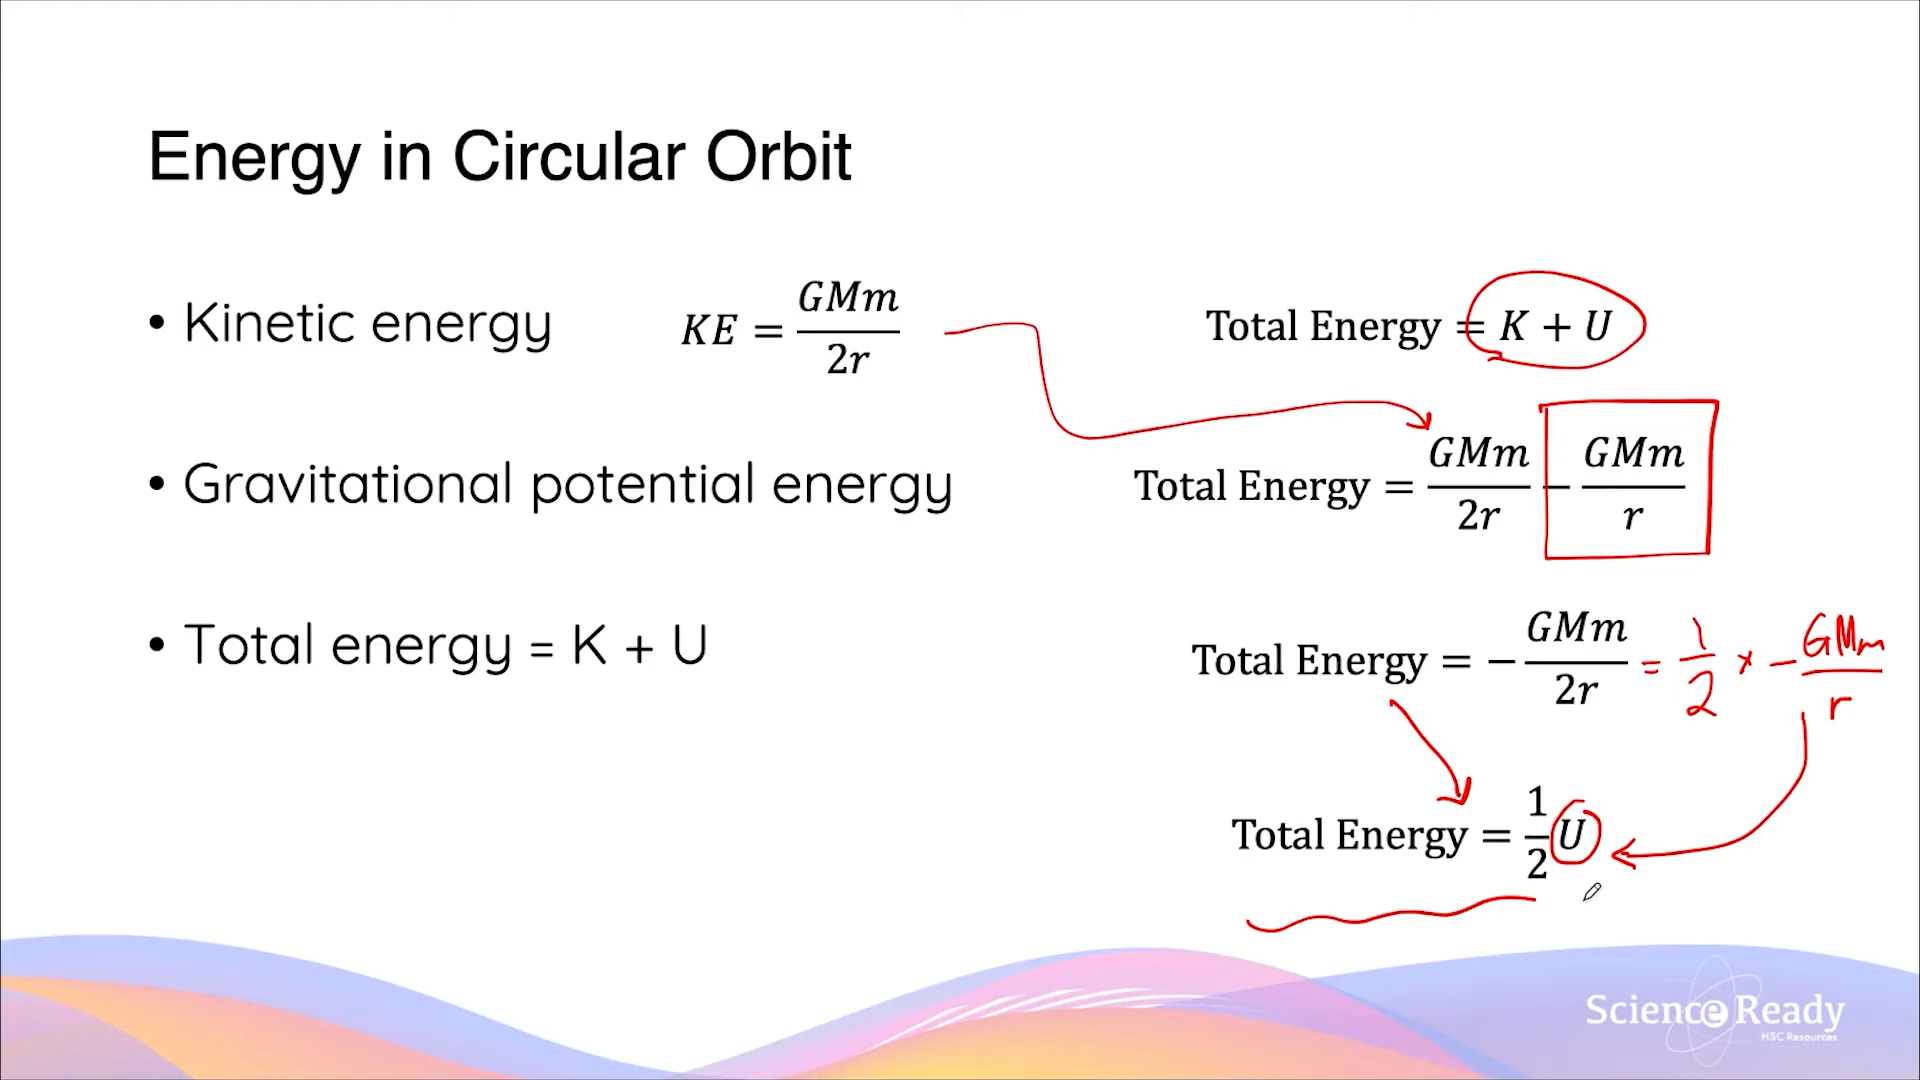 Energy in Circular Orbit
• Kinetic energy
KE = GMm / 2r
• Gravitational potential energy
• Total energy = K + U
Total Energy = K + U
Total Energy = GMm / 2r − GMm / r
Total Energy = − GMm / 2r = 1 / 2 × − GMm / r
Total Energy = 1 / 2 U
Science Ready
HSC Resources